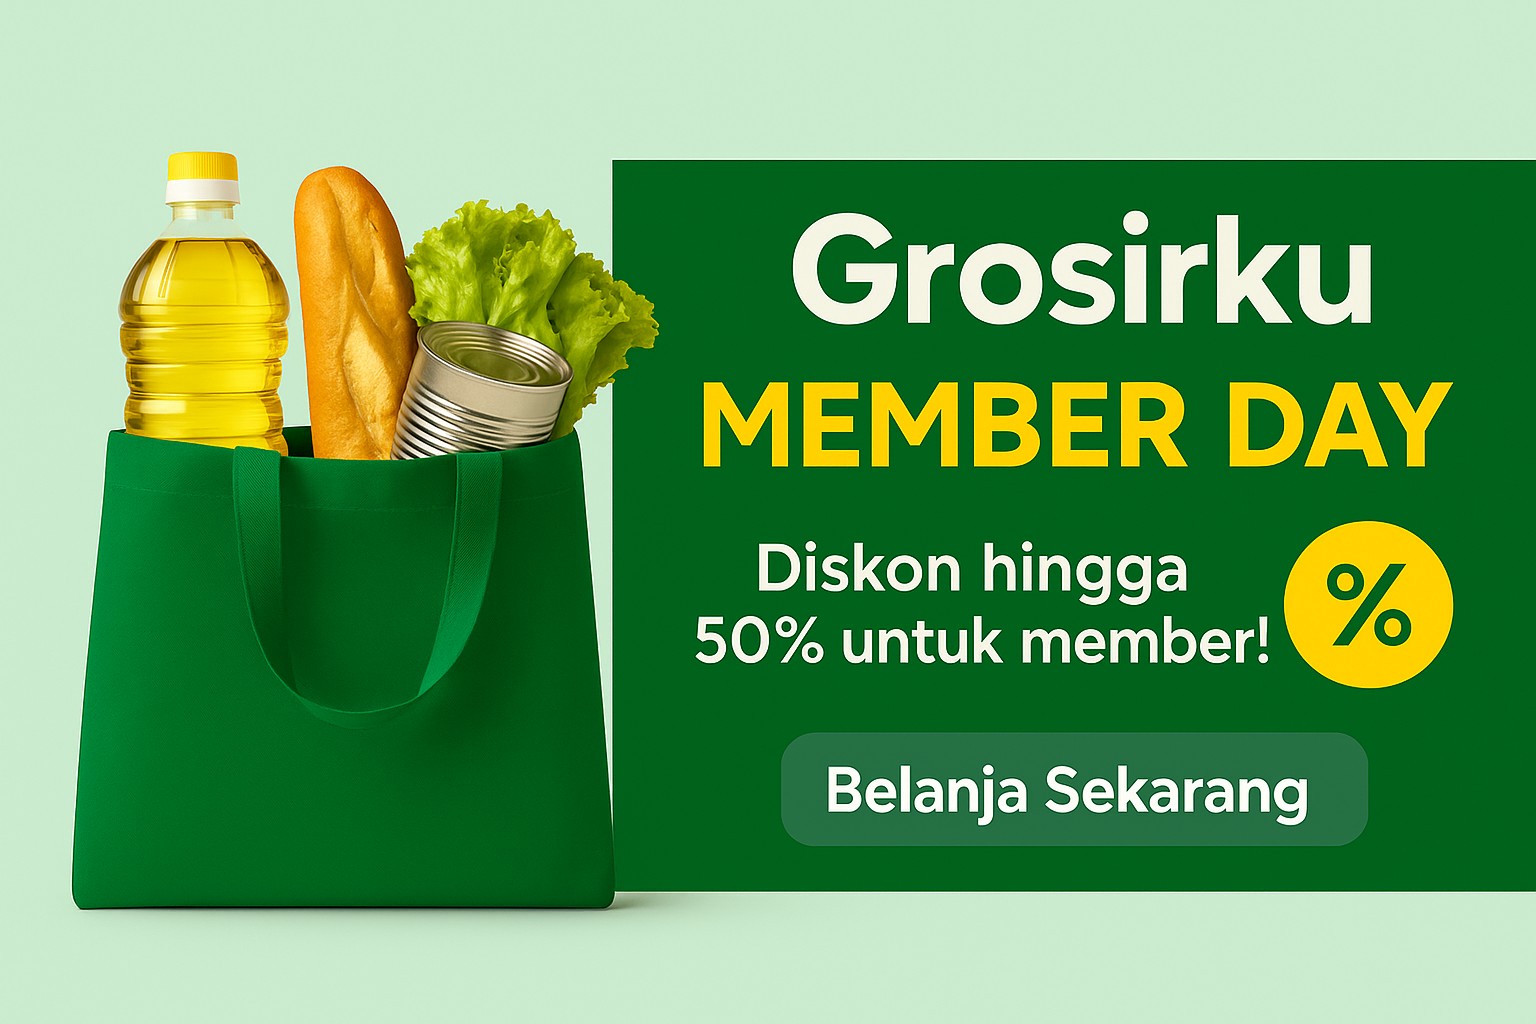 Grosirku
MEMBER DAY
Diskon hingga
50% untuk member!
%
Belanja Sekarang